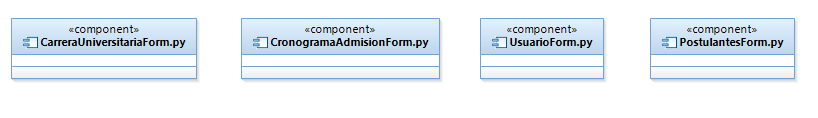 «component»
CarreraUniversitariaForm.py
«component»
CronogramaAdmisionForm.py
«component»
UsuarioForm.py
«component»
PostulantesForm.py